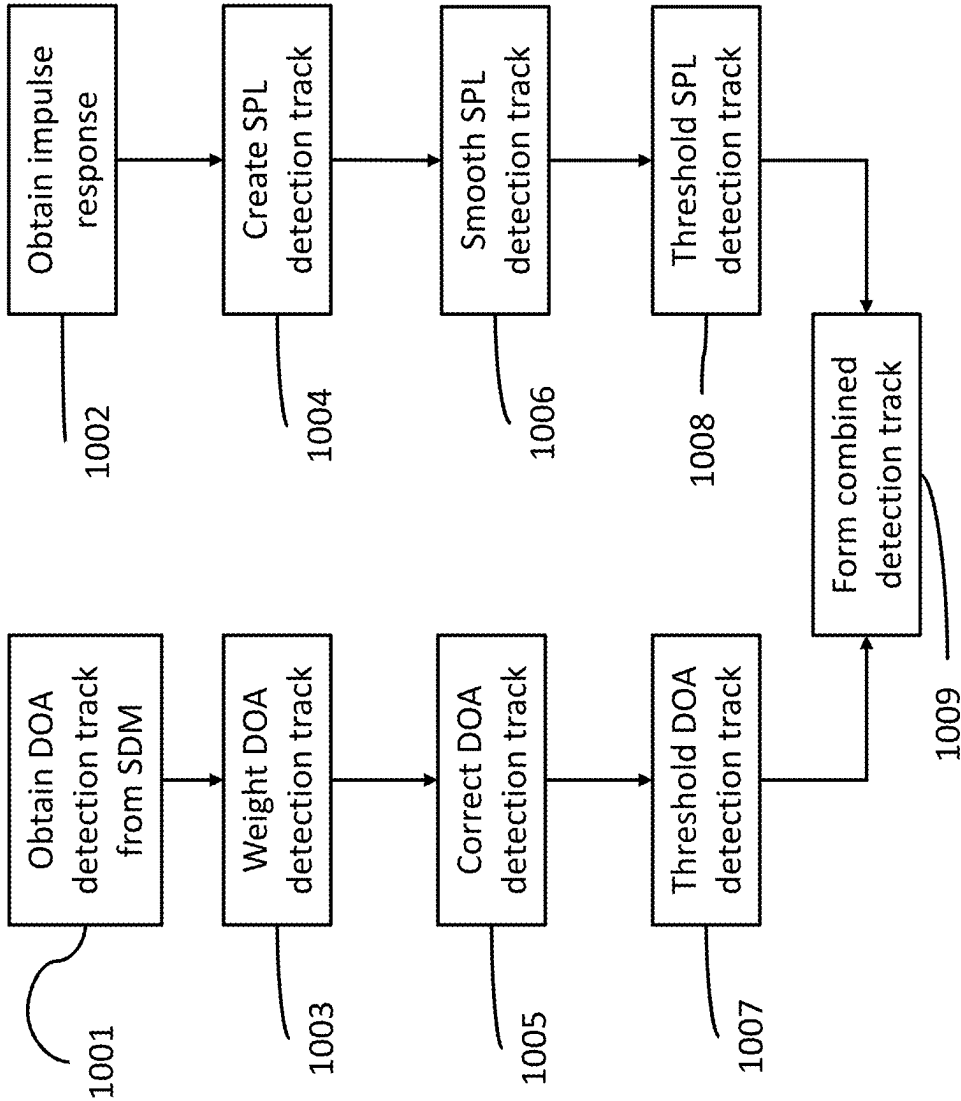 Obtain DOA
detection track
from SDM
1001
Weight DOA
detection track
1003
Correct DOA
detection track
1005
Threshold DOA
detection track
1007
Obtain impulse
response
1002
Create SPL
detection track
1004
Smooth SPL
detection track
1006
Threshold SPL
detection track
1008
Form combined
detection track
1009